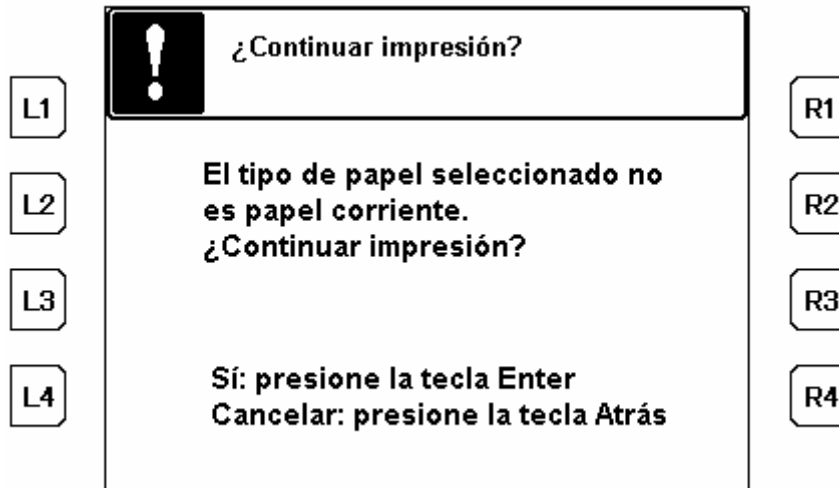 ¿Continuar impresión?
L1
R1
El tipo de papel seleccionado no
L2
es papel corriente.
R2
¿Continuar impresión?
L3
R3
Sí: presione la tecla Enter
L4
R4
Cancelar: presione la tecla Atrás